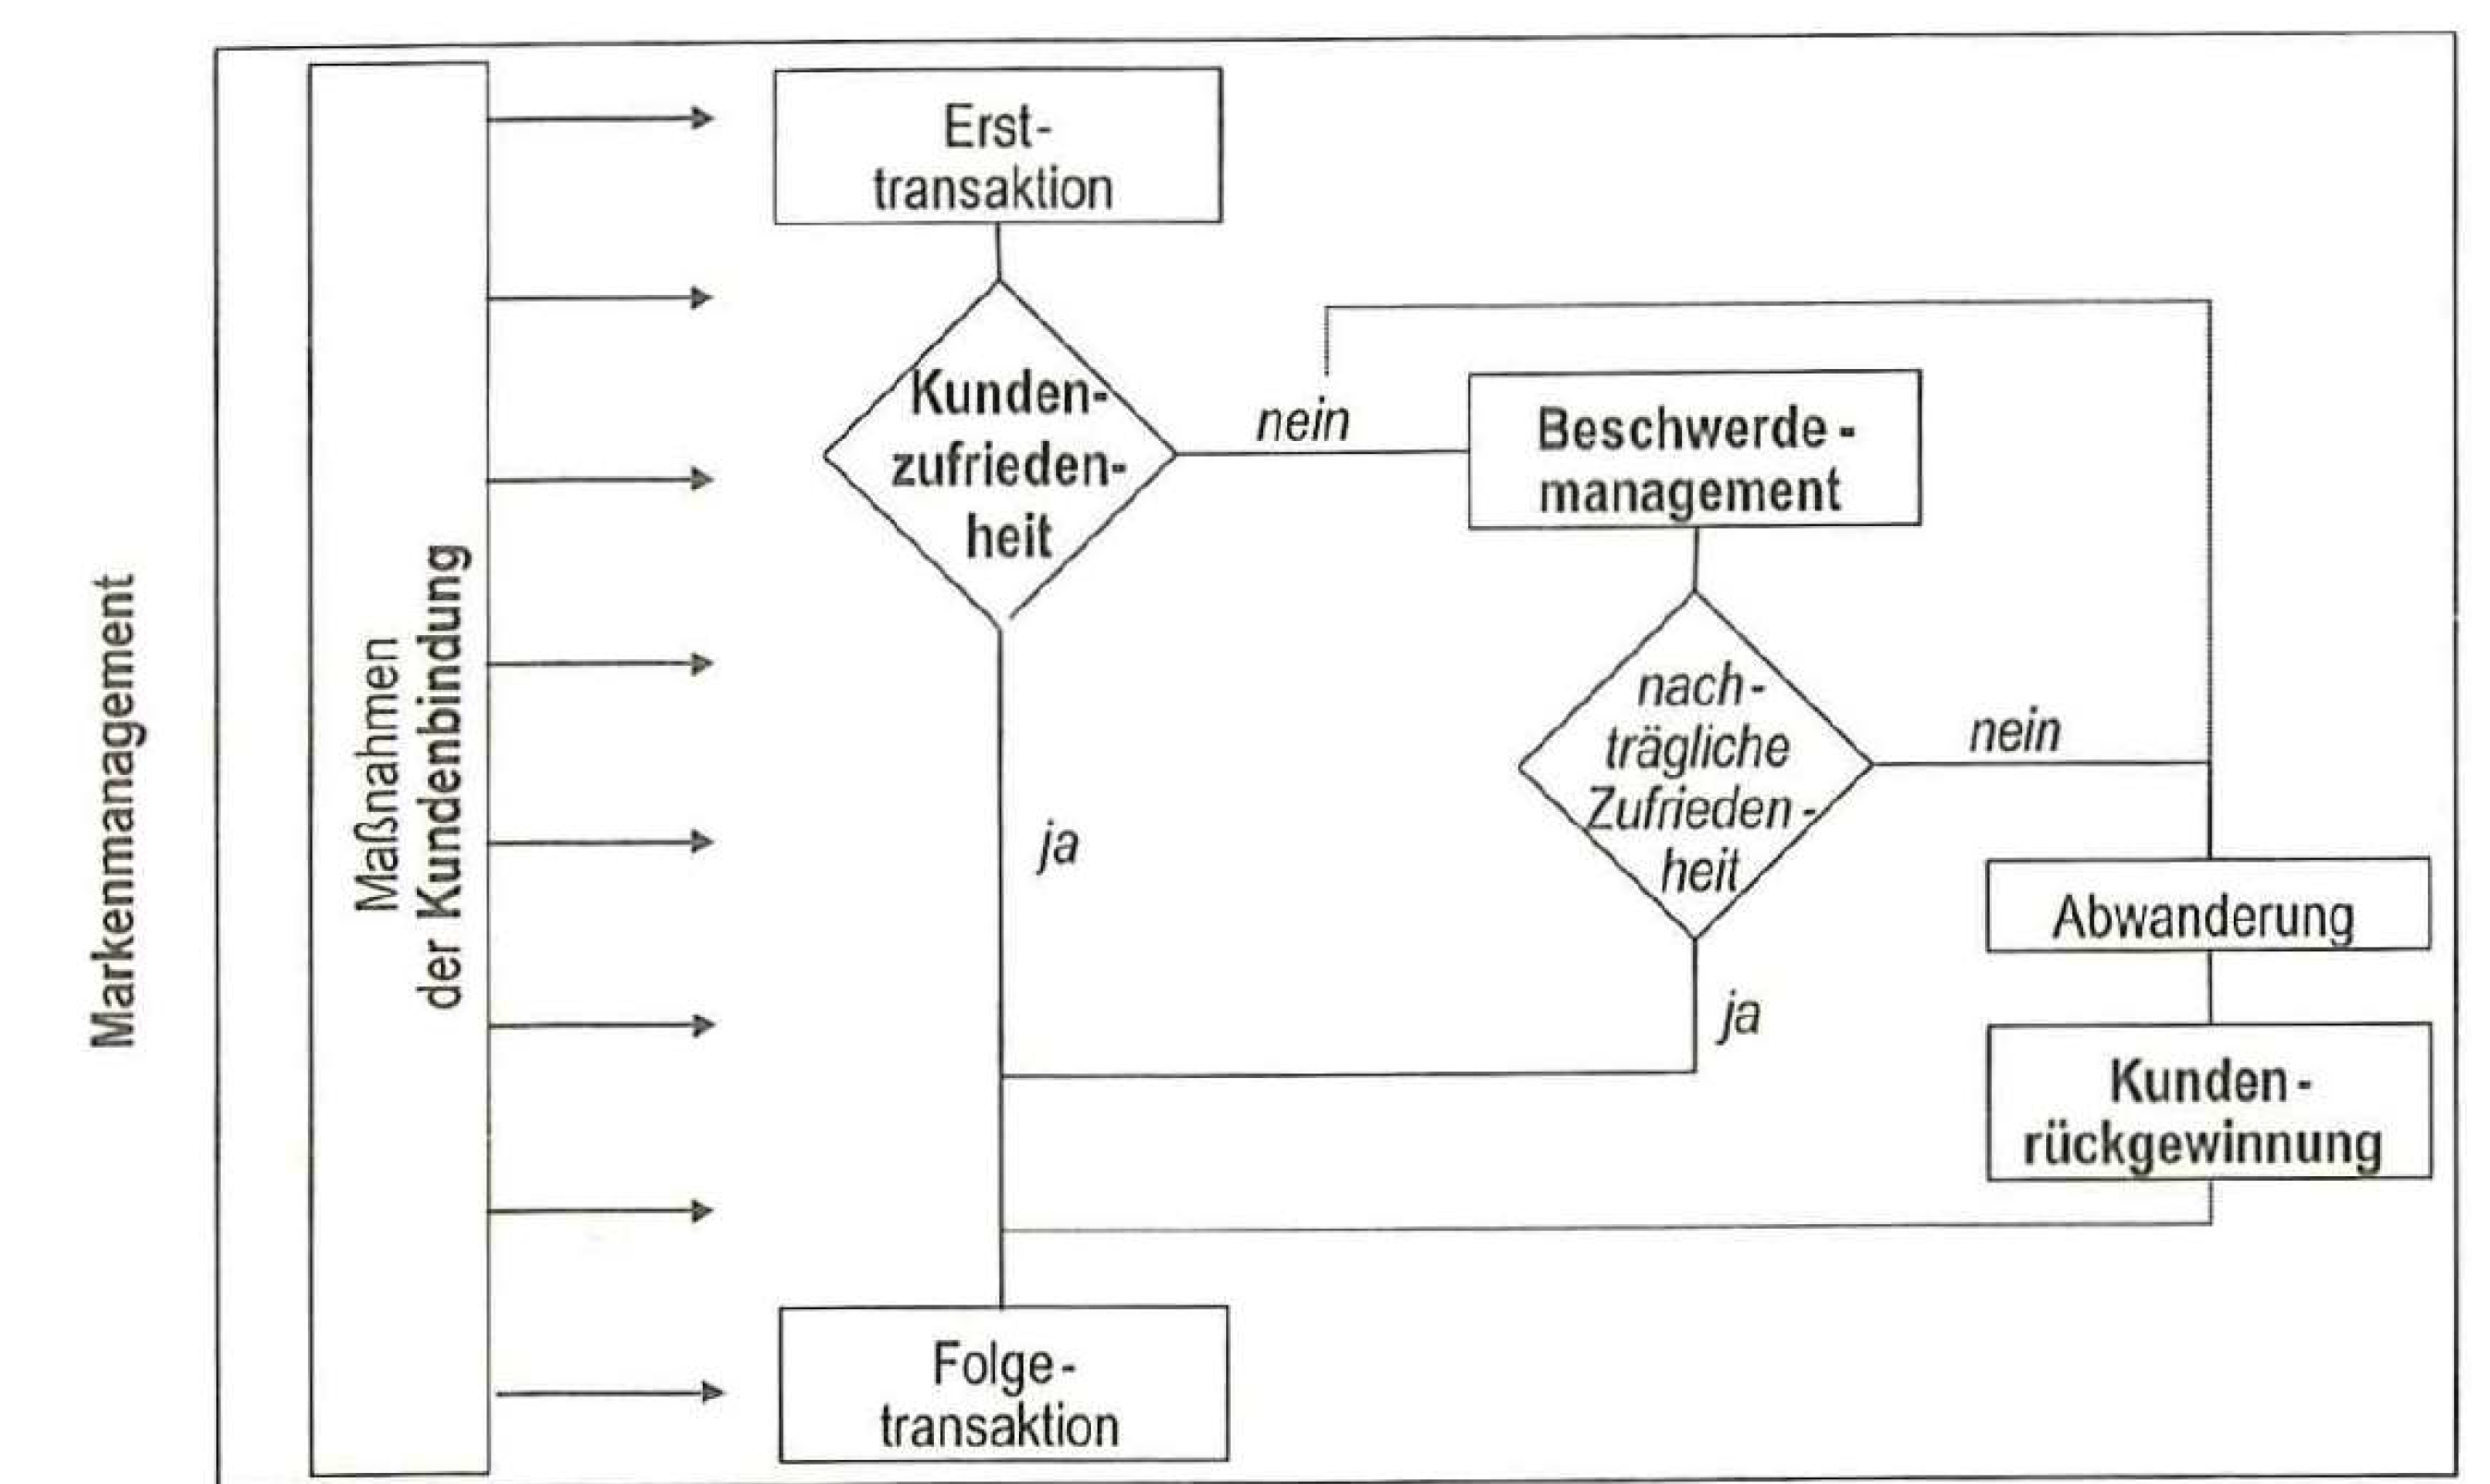 Markenmanagement
Maßnahmen
der Kundenbindung
Erst-
transaktion
Kunden-
zufrieden-
heit
nein
Beschwerde-
management
nach-
trägliche
Zufrieden-
heit
nein
ja
Abwanderung
ja
Kunden-
rückgewinnung
Folge-
transaktion